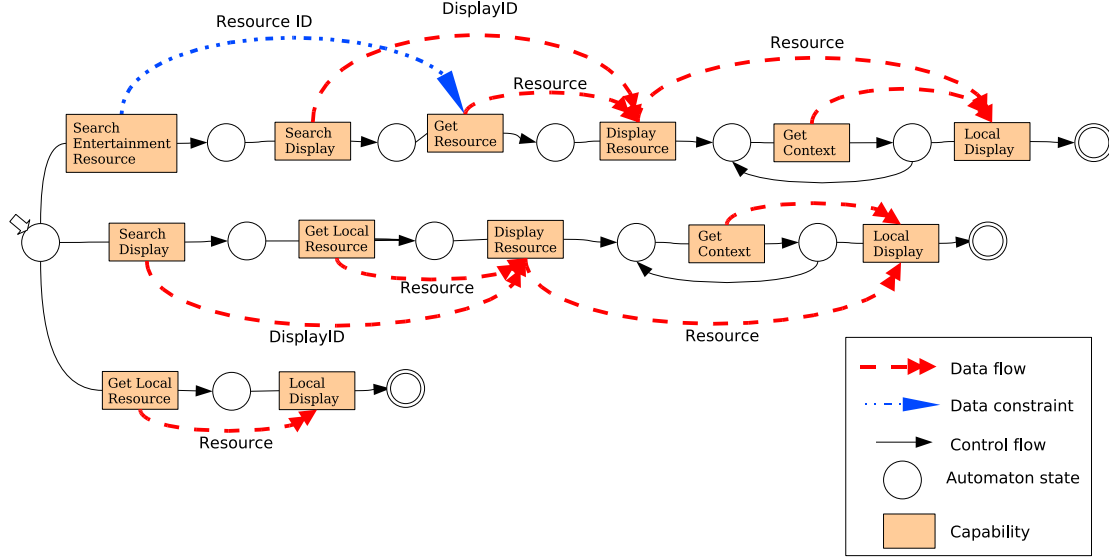 DisplayID
Resource ID
Resource
Resource
Search
Entertainment
Resource
Search
Display
Get
Resource
Display
Resource
Get
Context
Local
Display
Search
Display
Get Local
Resource
Display
Resource
Get
Context
Local
Display
Resource
DisplayID
Resource
Get Local
Resource
Local
Display
Resource
Data flow
Data constraint
Control flow
Automaton state
Capability